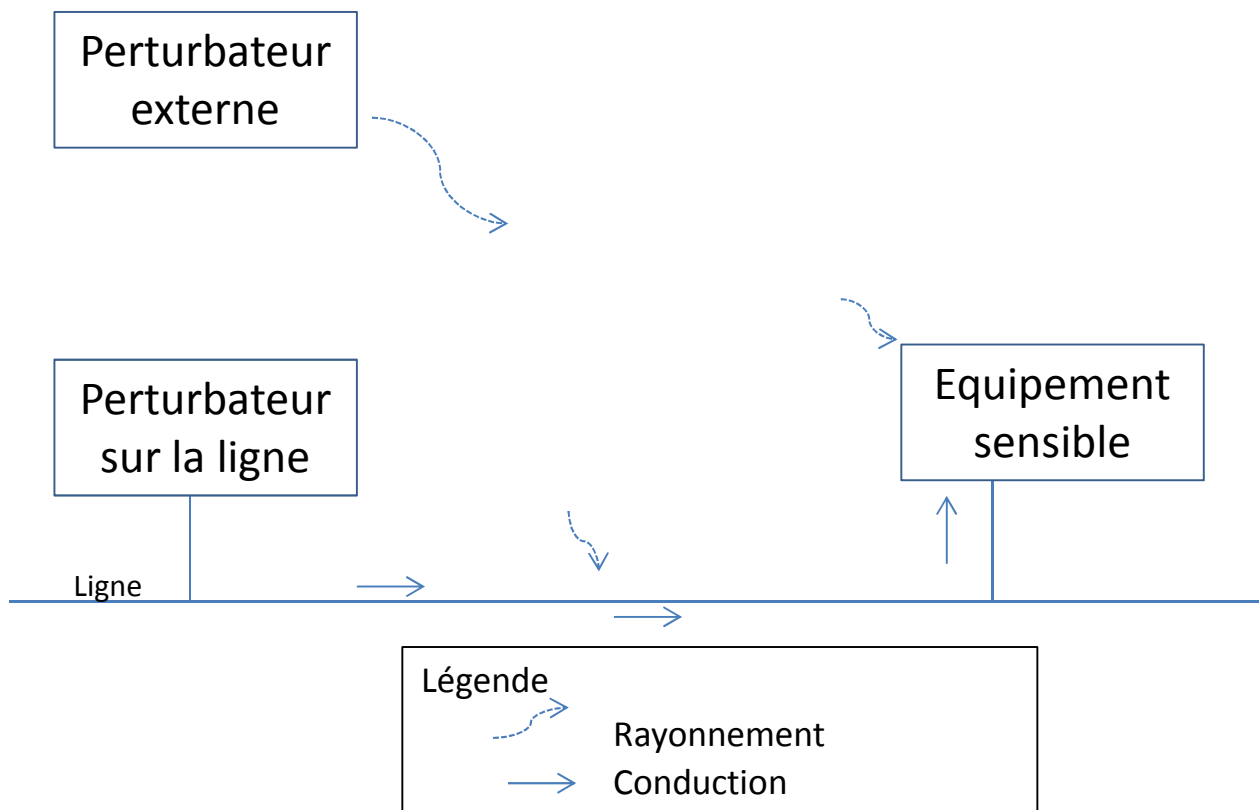 Perturbateur
externe
Perturbateur
sur la ligne
Equipement
sensible
Ligne
Légende
Rayonnement
Conduction